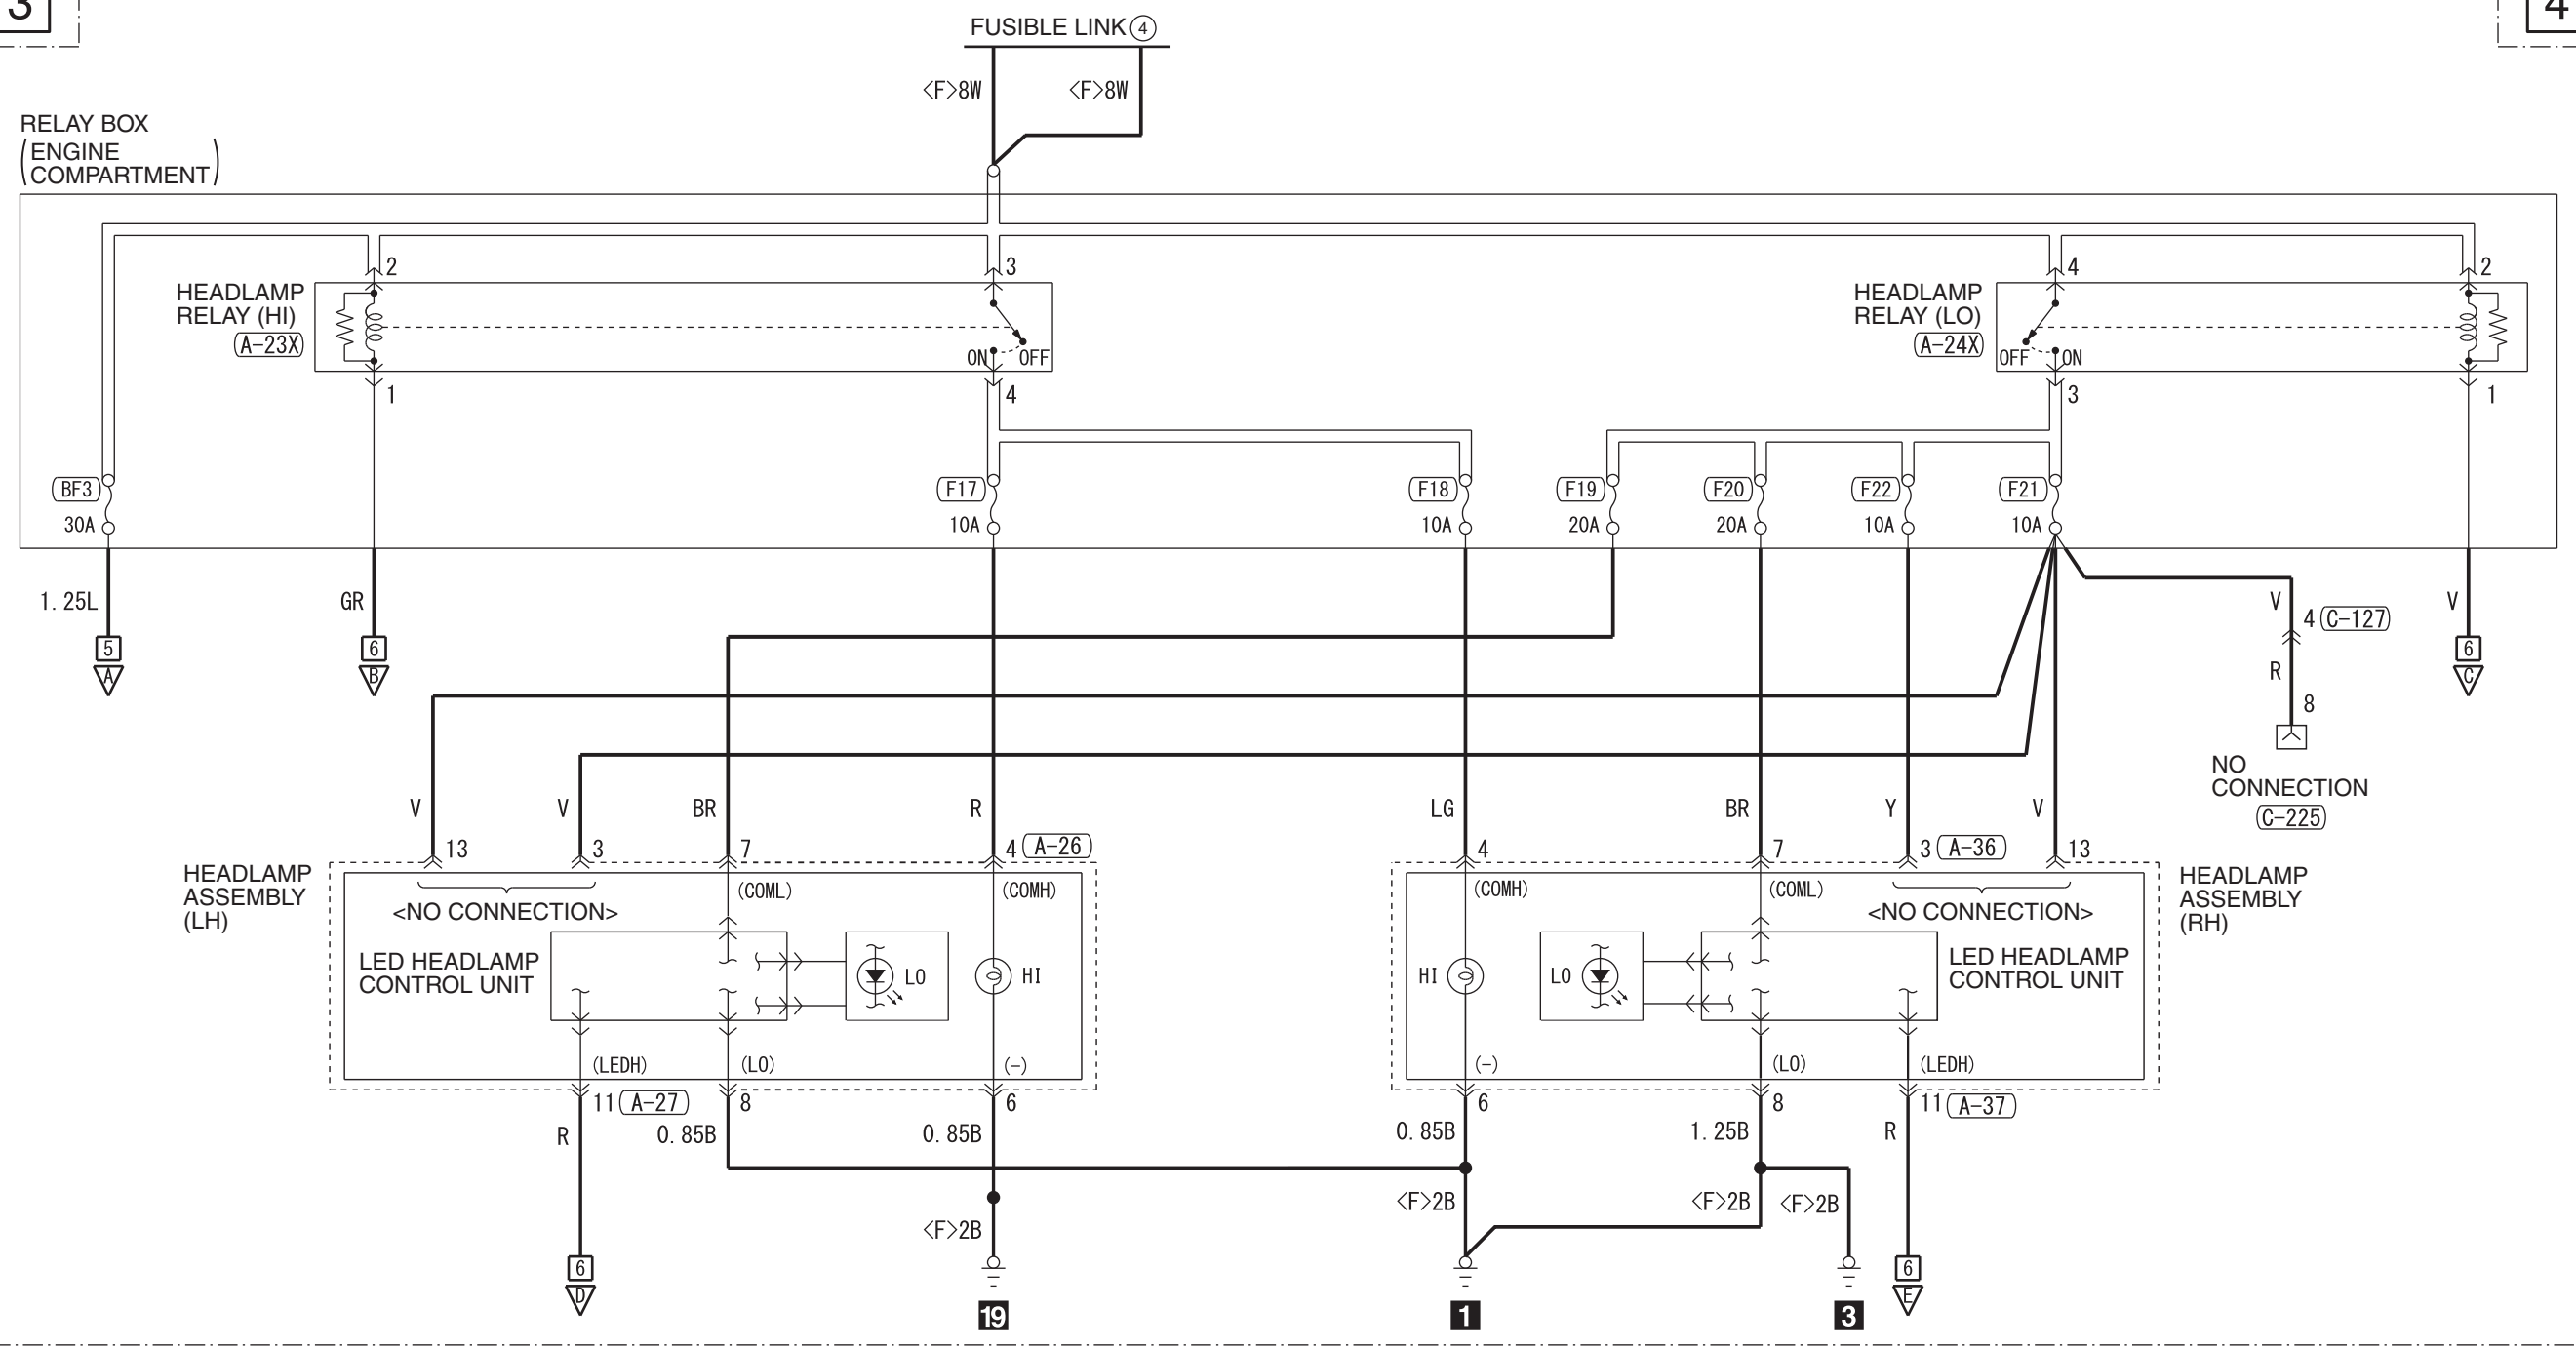 3
4
FUSIBLE LINK ④
<F>8W <F>8W
RELAY BOX
(ENGINE
COMPARTMENT)
2 3 4 2
HEADLAMP
RELAY (HI)
A-23X
ON OFF
HEADLAMP
RELAY (LO)
A-24X
OFF ON
1 4 3 1
BF3 F17 F18 F19 F20 F22 F21
30A 10A 10A 20A 20A 10A 10A
1.25L GR V V
4 C-127
5 6 6
A B C
R
8
NO
CONNECTION
C-225
V V BR R LG BR Y V
13 3 7 4 A-26 4 7 3 A-36 13
HEADLAMP
ASSEMBLY
(LH)
(COML) (COMH) (COMH) (COML)
HEADLAMP
ASSEMBLY
(RH)
<NO CONNECTION> <NO CONNECTION>
LED HEADLAMP
CONTROL UNIT
LO HI HI LO
LED HEADLAMP
CONTROL UNIT
(LEDH) (LO) (-) (-) (LO) (LEDH)
11 A-27 8 6 6 8 11 A-37
R 0.85B 0.85B 0.85B 1.25B R
<F>2B <F>2B <F>2B <F>2B
6 6
D E
19 1 3